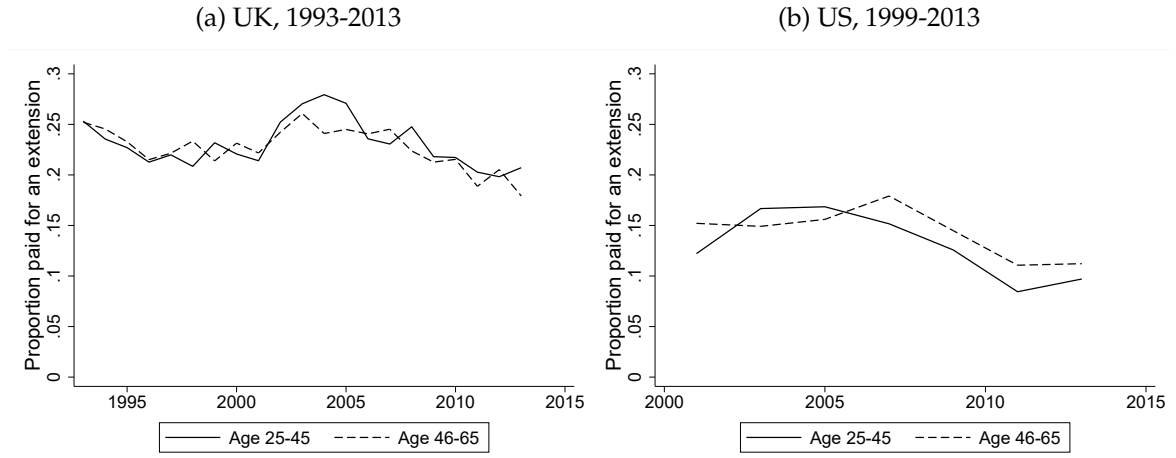 (a) UK, 1993-2013
Proportion paid for an extension
0 .05 .1 .15 .2 .25 .3
1995 2000 2005 2010 2015
Age 25-45 Age 46-65
(b) US, 1999-2013
Proportion paid for an extension
0 .05 .1 .15 .2 .25 .3
2000 2005 2010 2015
Age 25-45 Age 46-65